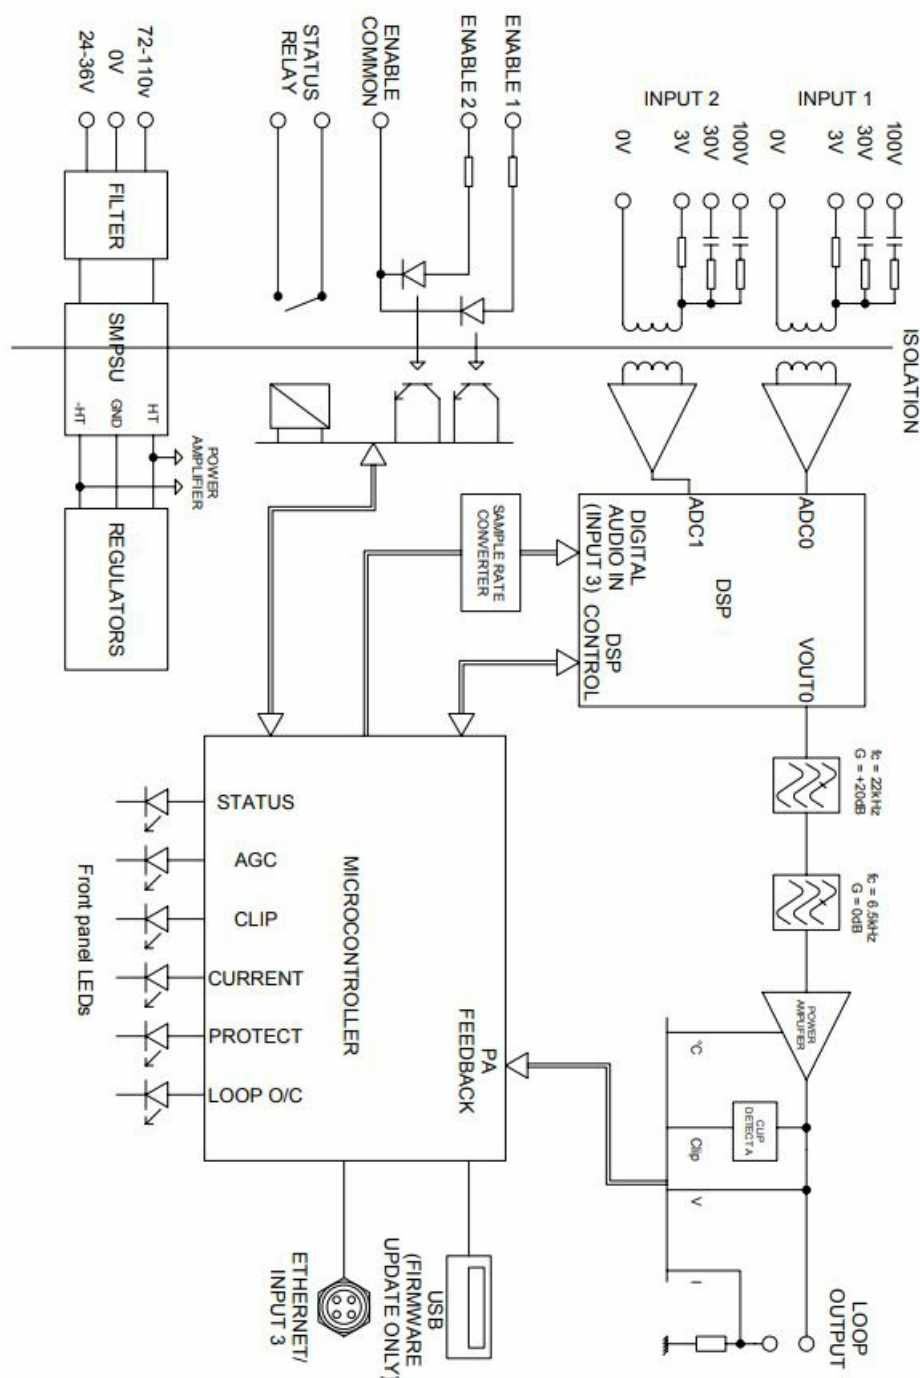 INPUT 1
100V
30V
3V
0V
INPUT 2
100V
30V
3V
0V
ENABLE 1
ENABLE 2
ENABLE
COMMON
STATUS
RELAY
72-110v
0V
24-36V
FILTER
SMPSU
HT
GND
-HT
POWER
AMPLIFIER
REGULATORS
ISOLATION
ADC0
ADC1
DSP
VOUT0
DIGITAL
AUDIO IN
(INPUT 3)
DSP
CONTROL
SAMPLE RATE
CONVERTER
fc = 22kHz
G = +20dB
fc = 6.5kHz
G = 0dB
POWER
AMPLIFIER
°C
CLIP
DETECT A
Clip
V
I
LOOP
OUTPUT
MICROCONTROLLER
PA
FEEDBACK
STATUS
AGC
CLIP
CURRENT
PROTECT
LOOP O/C
Front panel LEDs
USB
(FIRMWARE
UPDATE ONLY)
ETHERNET/
INPUT 3